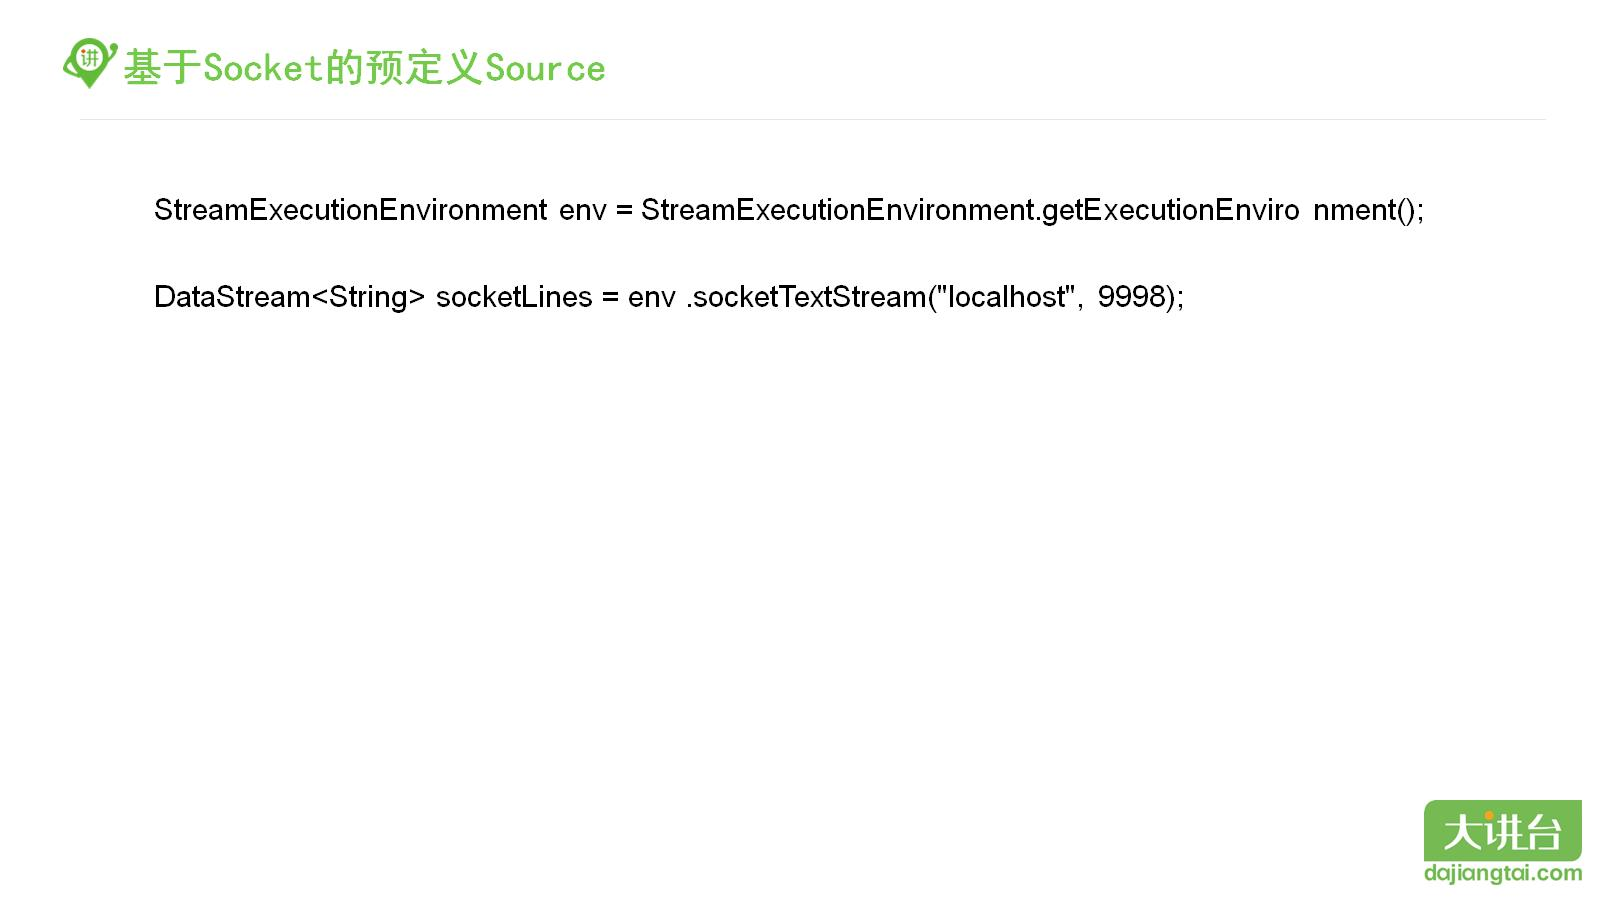 讲
基于Socket的预定义Source
StreamExecutionEnvironment env = StreamExecutionEnvironment.getExecutionEnviro nment();
DataStream<String> socketLines = env .socketTextStream("localhost", 9998);
大讲台
dajiangtai.com